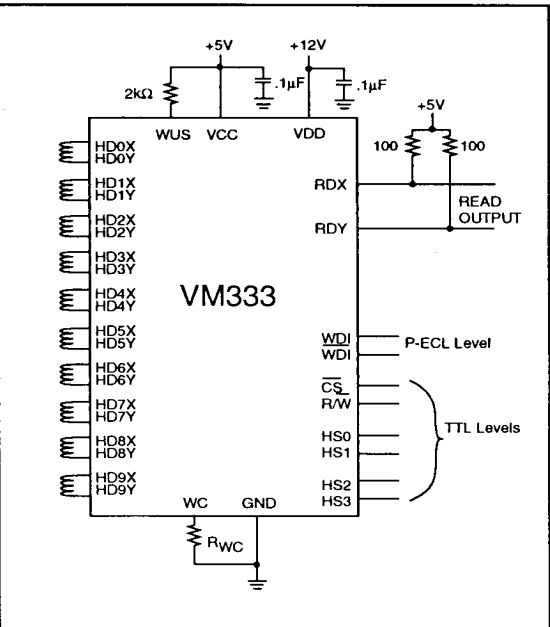 +5V +12V
2kΩ .1µF .1µF
+5V
WUS VCC VDD
100 100
HD0X
HD0Y
HD1X
HD1Y
RDX
READ
OUTPUT
HD2X
HD2Y
RDY
HD3X
HD3Y
VM333
HD4X
HD4Y
HD5X
HD5Y
WDI
WDI
P-ECL Level
HD6X
HD6Y
CS
R/W
HD7X
HD7Y
TTL Levels
HD8X
HD8Y
HS0
HS1
HD9X
HD9Y
HS2
HS3
WC GND
RWC